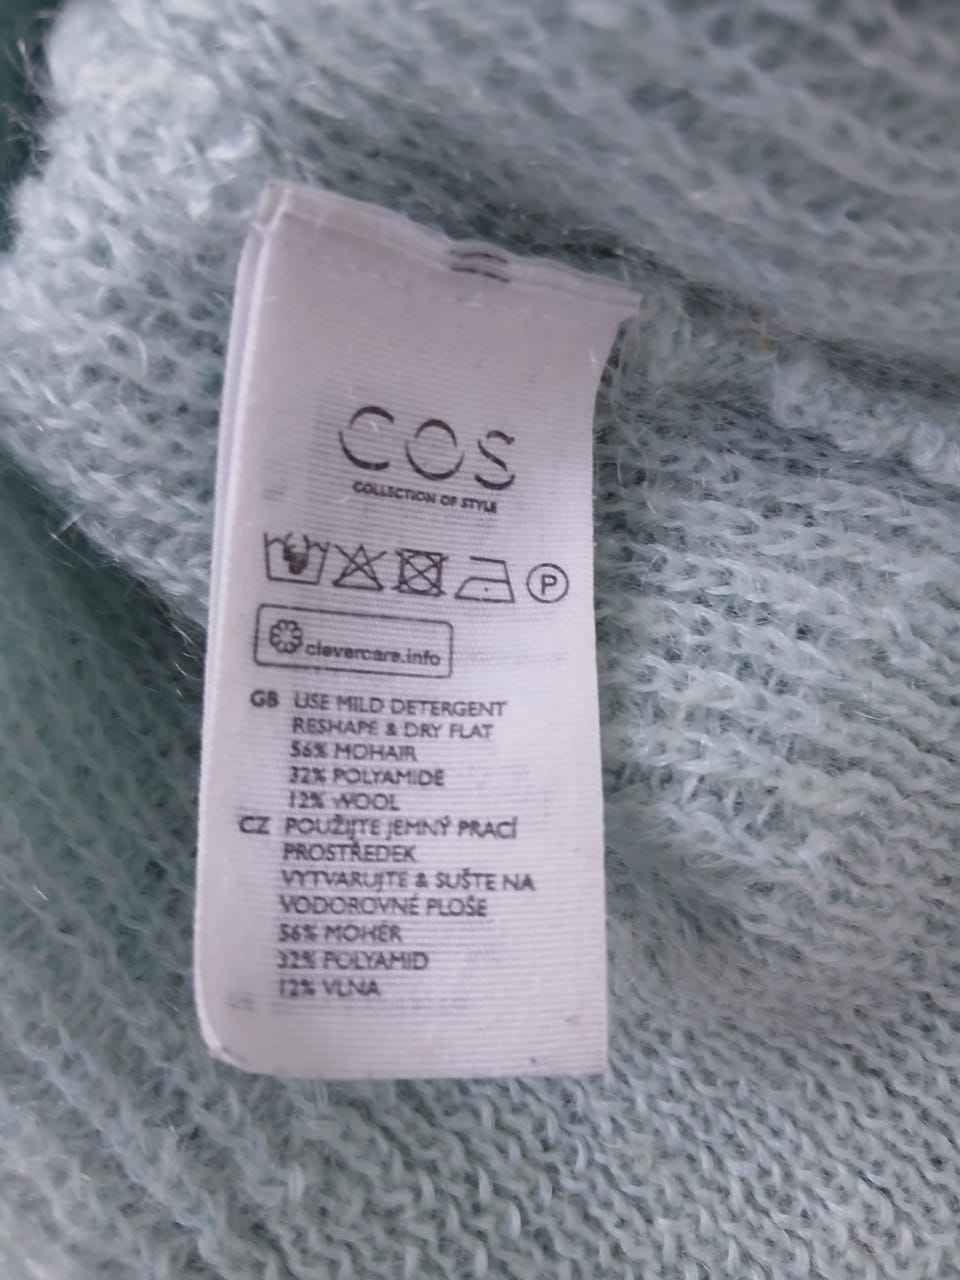 COS
COLLECTION OF STYLE
P
clevercare.info
GB USE MILD DETERGENT
RESHAPE & DRY FLAT
56% MOHAIR
32% POLYAMIDE
12% WOOL
CZ POUŽIJTE JEMNÝ PRACÍ
PROSTŘEDEK
VYTVARUJTE & SUŠTE NA
VODOROVNÉ PLOŠE
56% MOHÉR
32% POLYAMID
12% VLNA